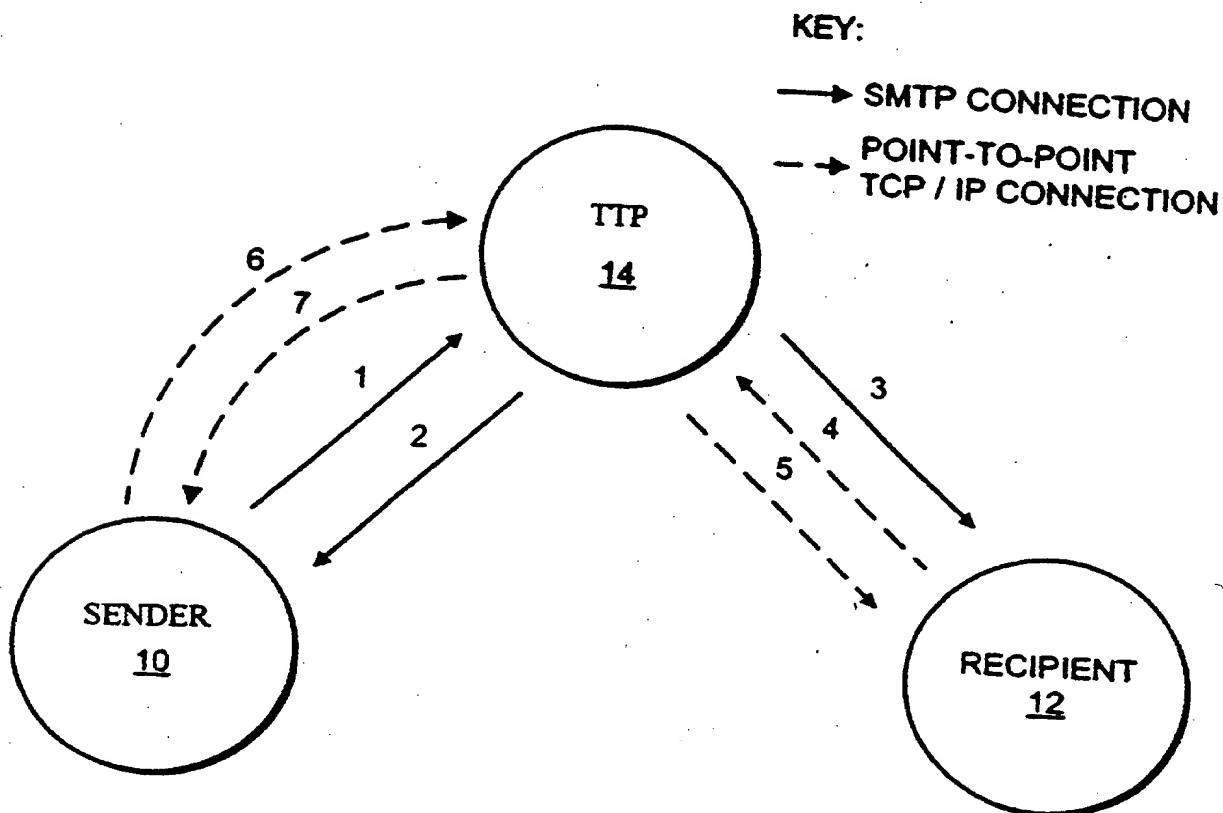 KEY:
SMTP CONNECTION
POINT-TO-POINT
TCP / IP CONNECTION
TTP
14
6
7
1
2
3
4
5
SENDER
10
RECIPIENT
12